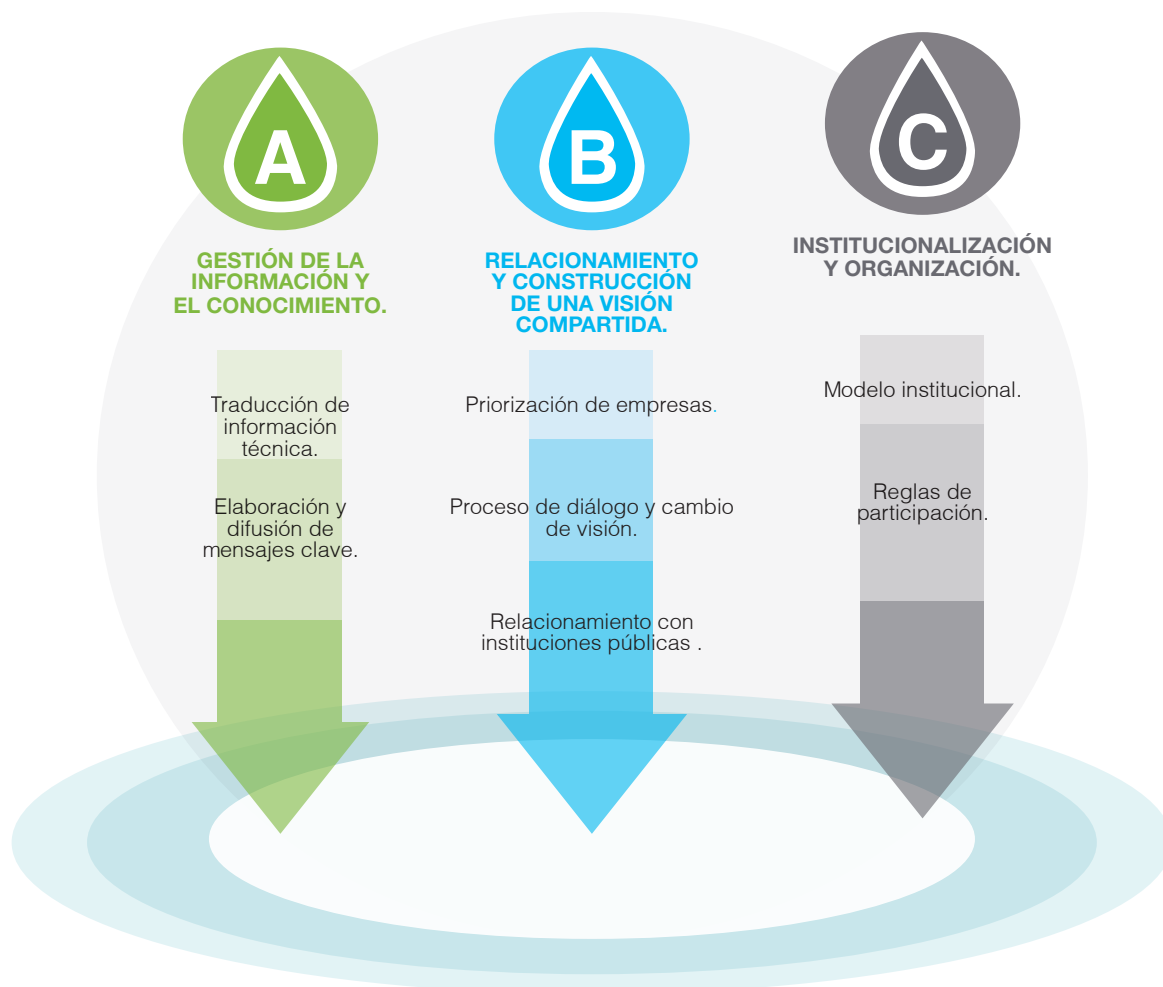 A
GESTIÓN DE LA
INFORMACIÓN Y
EL CONOCIMIENTO.
Traducción de
información
técnica.
Elaboración y
difusión de
mensajes clave.
B
RELACIONAMIENTO
Y CONSTRUCCIÓN
DE UNA VISIÓN
COMPARTIDA.
Priorización de empresas.
Proceso de diálogo y cambio
de visión.
Relacionamiento con
instituciones públicas .
C
INSTITUCIONALIZACIÓN
Y ORGANIZACIÓN.
Modelo institucional.
Reglas de
participación.